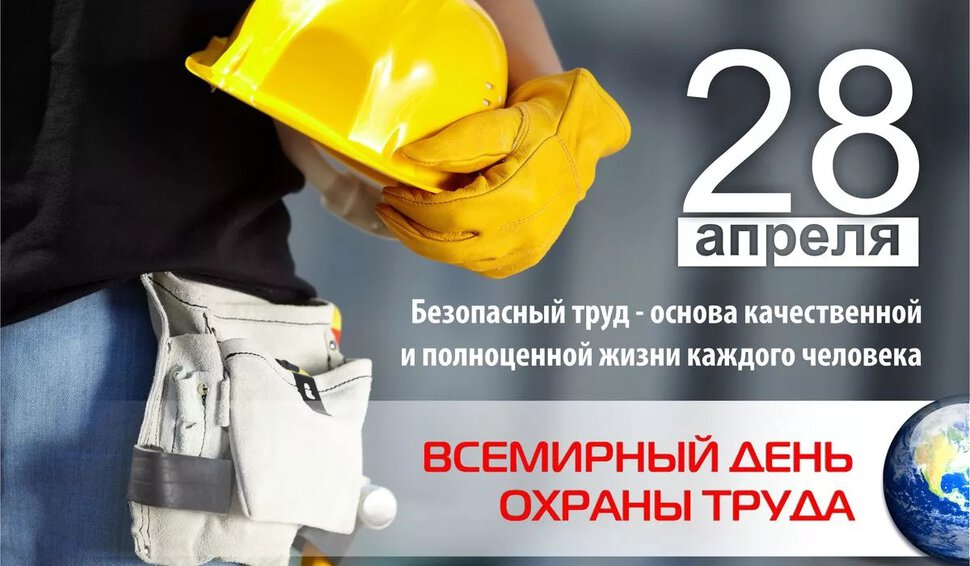 28
апреля
Безопасный труд - основа качественной
и полноценной жизни каждого человека
ВСЕМИРНЫЙ ДЕНЬ
ОХРАНЫ ТРУДА